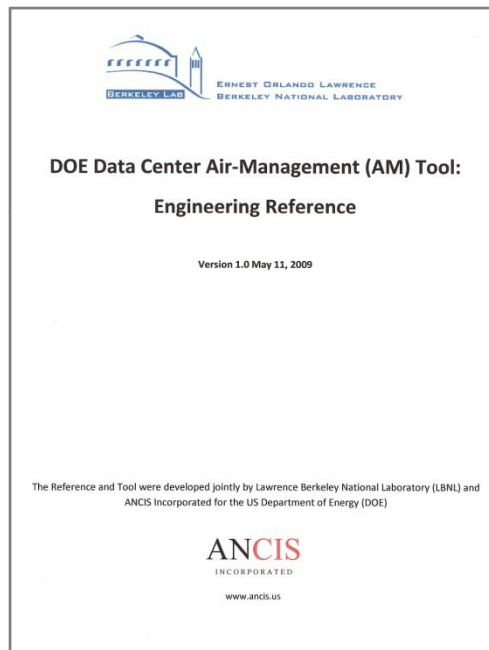 BERKELEY LAB
ERNEST ORLANDO LAWRENCE
BERKELEY NATIONAL LABORATORY
DOE Data Center Air-Management (AM) Tool:
Engineering Reference
Version 1.0 May 11, 2009
The Reference and Tool were developed jointly by Lawrence Berkeley National Laboratory (LBNL) and
ANCIS Incorporated for the US Department of Energy (DOE)
ANCIS
INCORPORATED
www.ancis.us